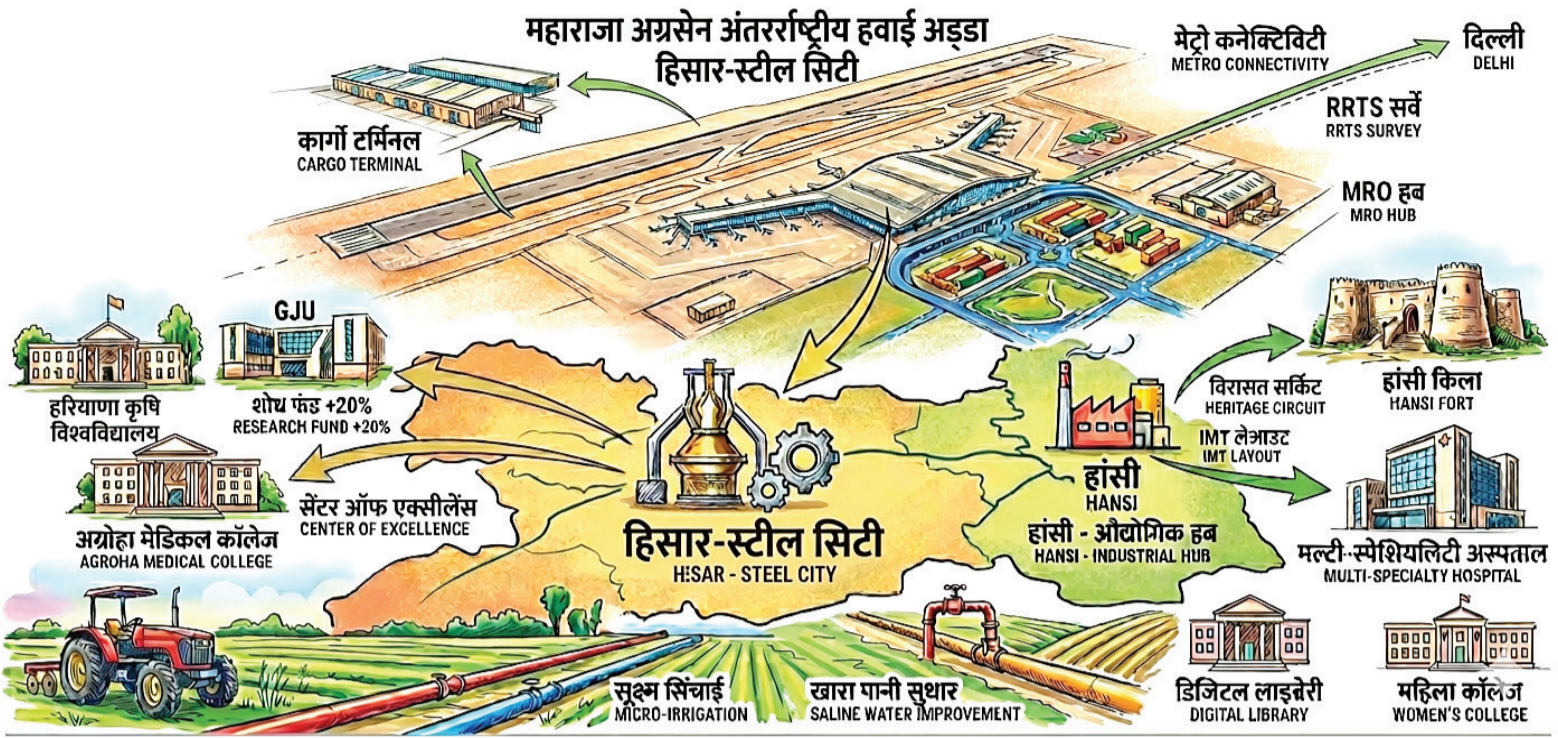 महाराजा अग्रसेन अंतरर्राष्ट्रीय हवाई अड्डा
हिसार-स्टील सिटी
मेट्रो कनेक्टिविटी
METRO CONNECTIVITY
दिल्ली
DELHI
RRTS सर्वे
RRTS SURVEY
कार्गो टर्मिनल
CARGO TERMINAL
MRO हब
MRO HUB
GJU
हरियाणा कृषि
विश्वविद्यालय
शोध फंड +20%
RESEARCH FUND +20%
विरासत सर्किट
HERITAGE CIRCUIT
हांसी किला
HANSI FORT
IMT लेआउट
IMT LAYOUT
सेंटर ऑफ एक्सीलेंस
CENTER OF EXCELLENCE
अग्रोहा मेडिकल कॉलेज
AGROHA MEDICAL COLLEGE
हिसार-स्टील सिटी
HISAR - STEEL CITY
हांसी
HANSI
हांसी - औद्योगिक हब
HANSI - INDUSTRIAL HUB
मल्टी-स्पेशियलिटी अस्पताल
MULTI-SPECIALTY HOSPITAL
सूक्ष्म सिंचाई
MICRO-IRRIGATION
खारा पानी सुधार
SALINE WATER IMPROVEMENT
डिजिटल लाइब्रेरी
DIGITAL LIBRARY
महिला कॉलेज
WOMEN'S COLLEGE